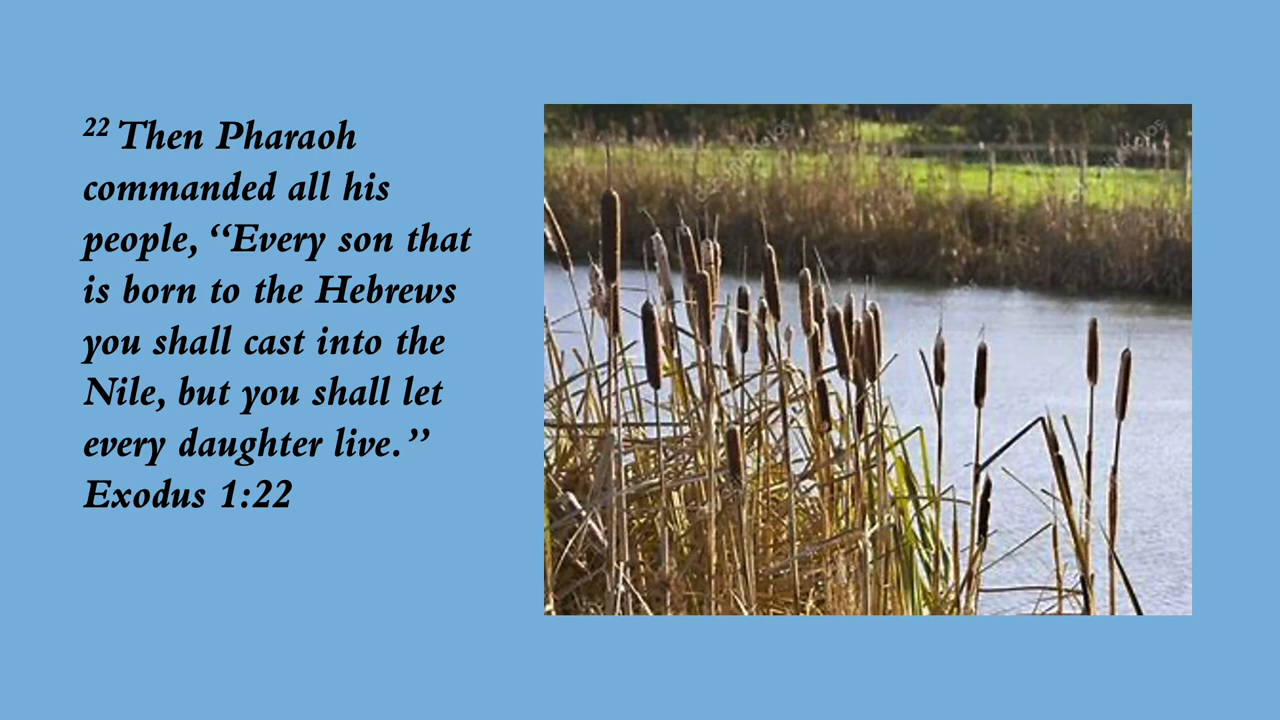 22 Then Pharaoh
commanded all his
people, “Every son that
is born to the Hebrews
you shall cast into the
Nile, but you shall let
every daughter live.”
Exodus 1:22